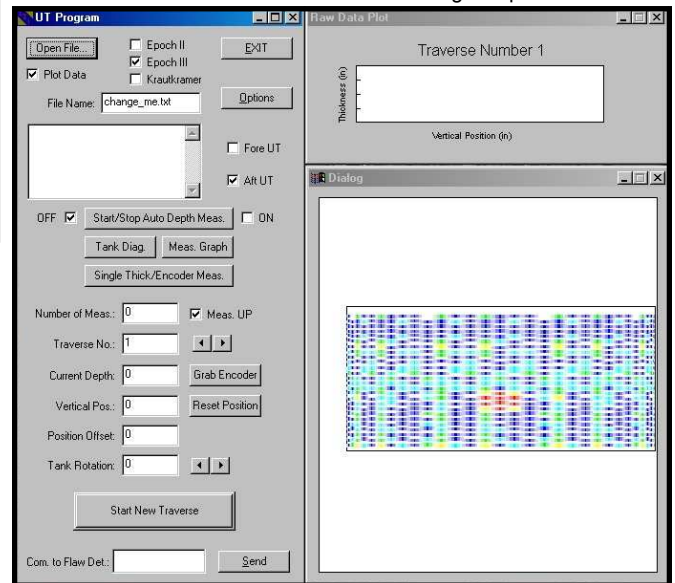 UT Program
Open File...
Epoch II
Epoch III
Krautkramer
EXIT
Plot Data
File Name:
change_me.txt
Options
Fore UT
Aft UT
OFF
Start/Stop Auto Depth Meas.
ON
Tank Diag.
Meas. Graph
Single Thick/Encoder Meas.
Number of Meas.:
0
Meas. UP
Traverse No.:
1
Current Depth:
0
Grab Encoder
Vertical Pos.:
0
Reset Position
Position Offset:
0
Tank Rotation:
0
Start New Traverse
Com. to Flaw Det.:
Send
Raw Data Plot
Traverse Number 1
Thickness (in)
Vertical Position (in)
Dialog